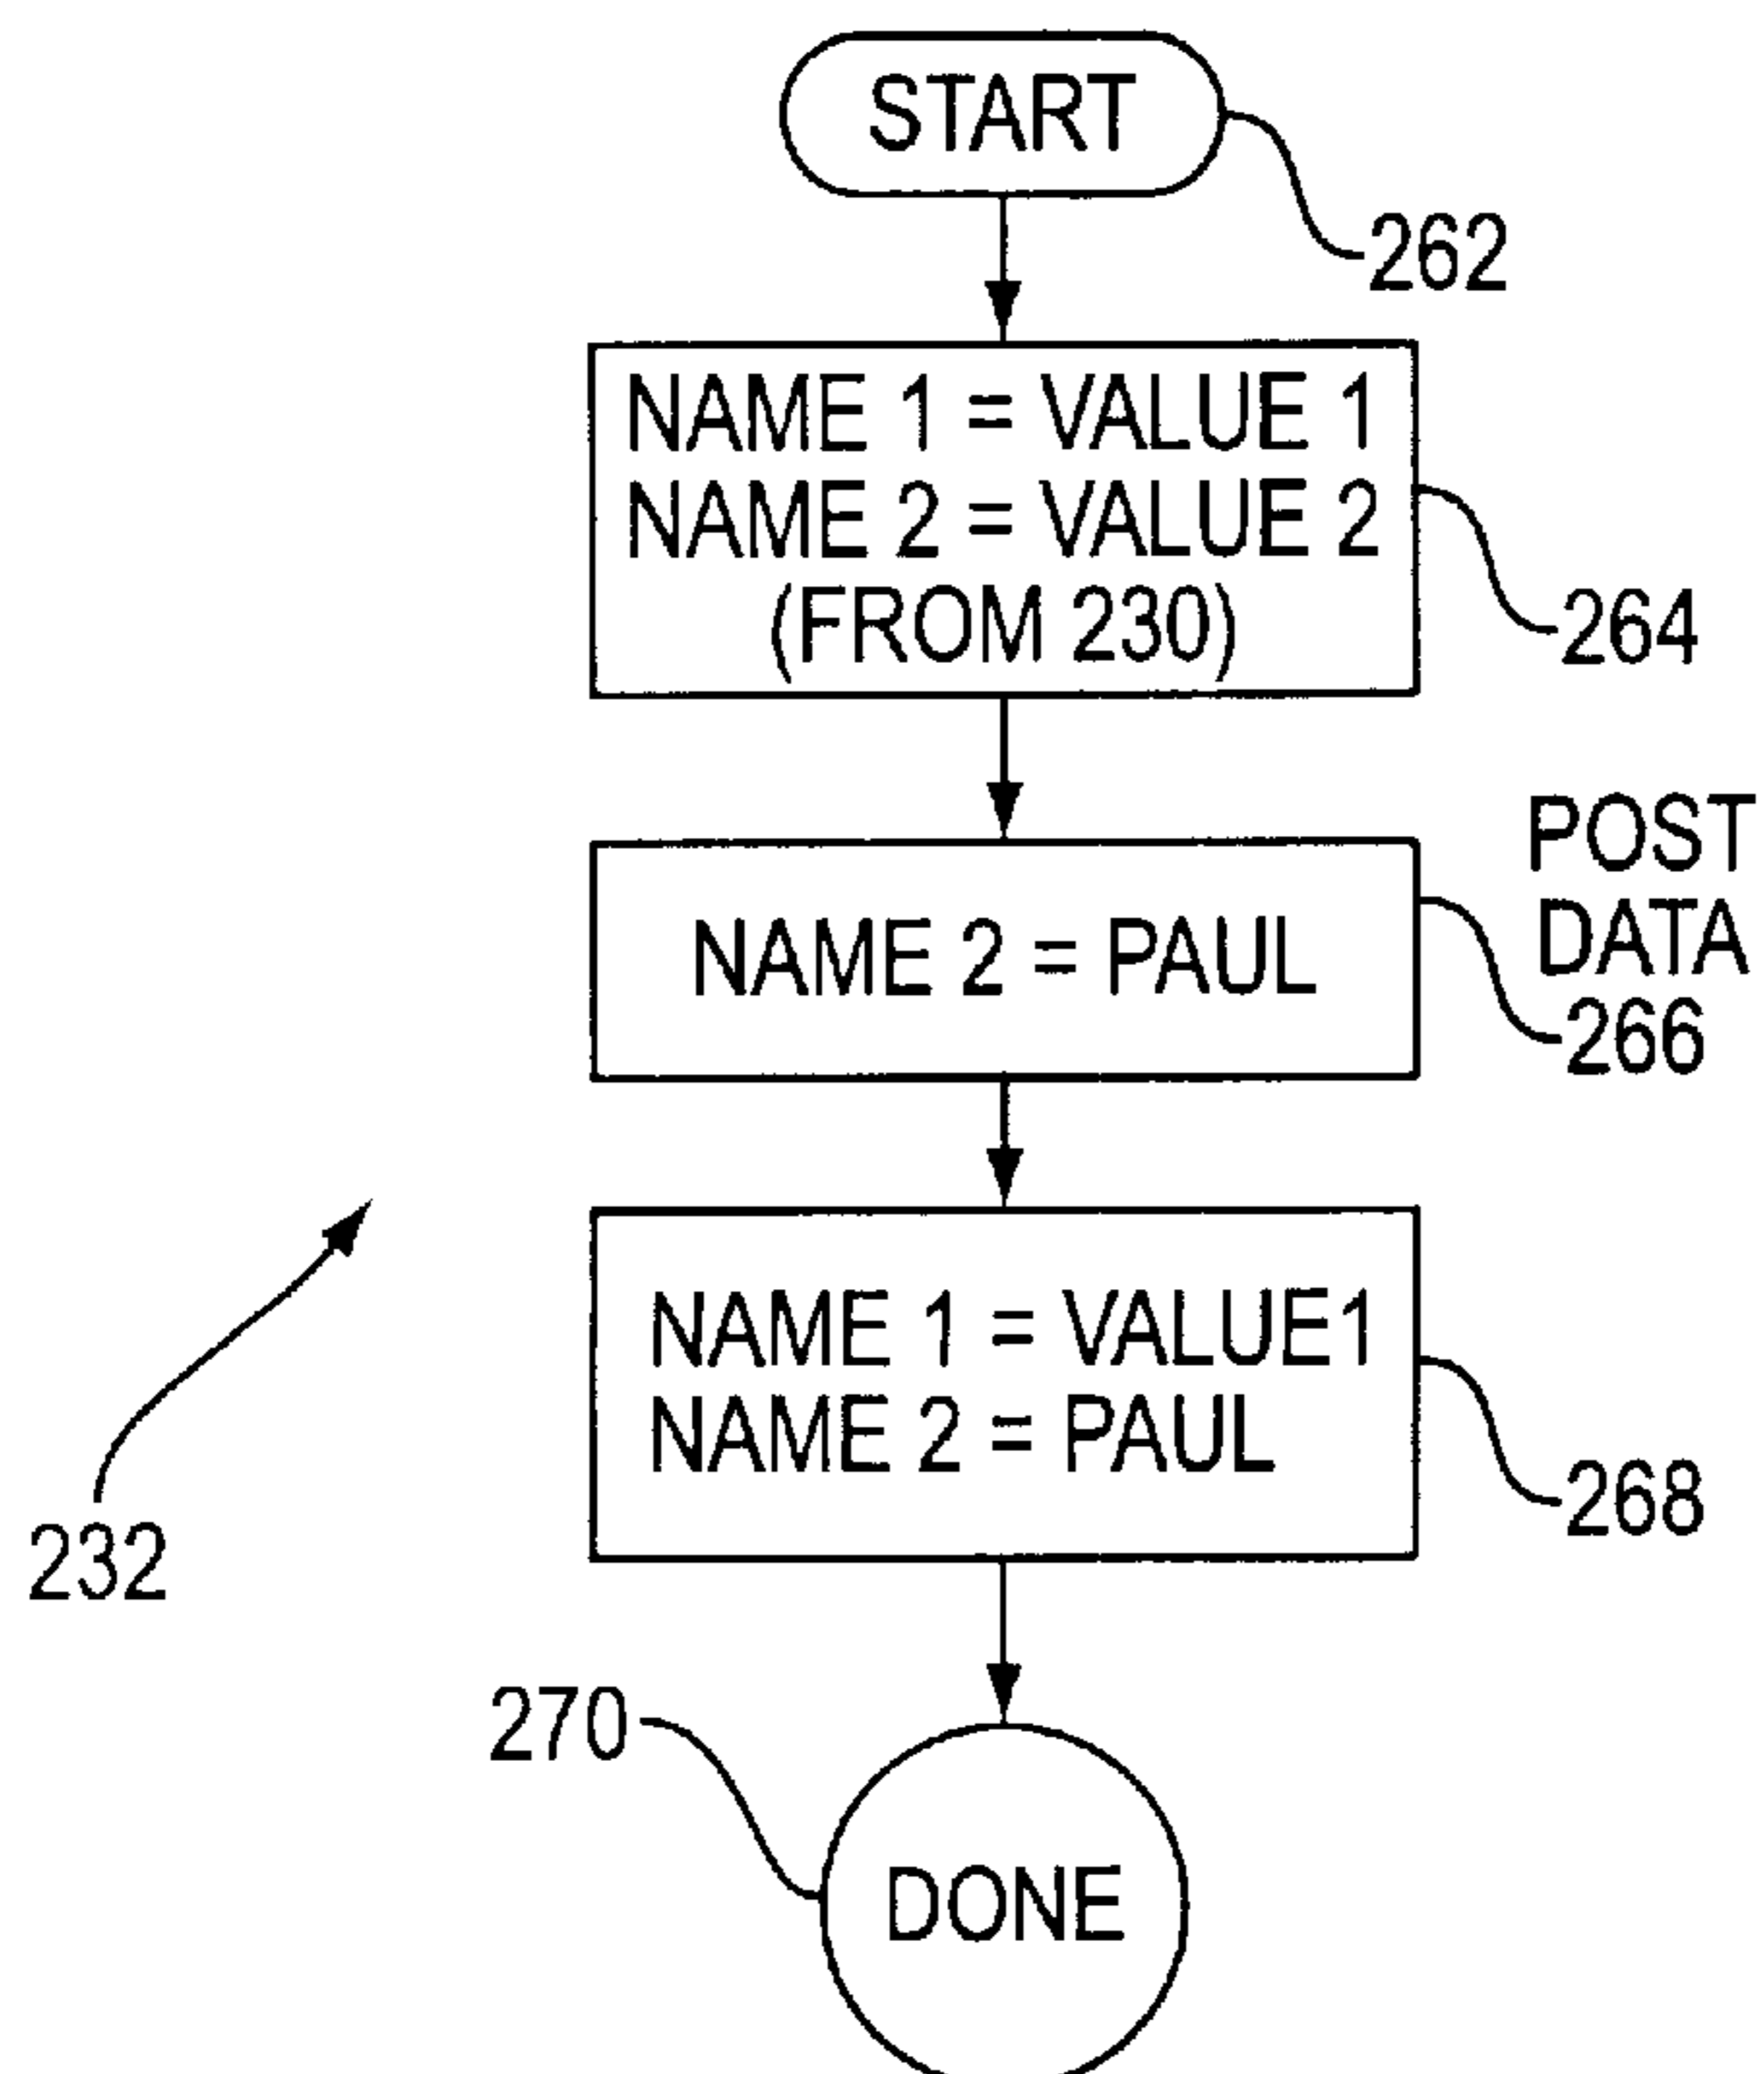 START
262
NAME 1 = VALUE 1
NAME 2 = VALUE 2
(FROM 230)
264
POST
DATA
266
NAME 2 = PAUL
NAME 1 = VALUE1
NAME 2 = PAUL
268
232
270
DONE